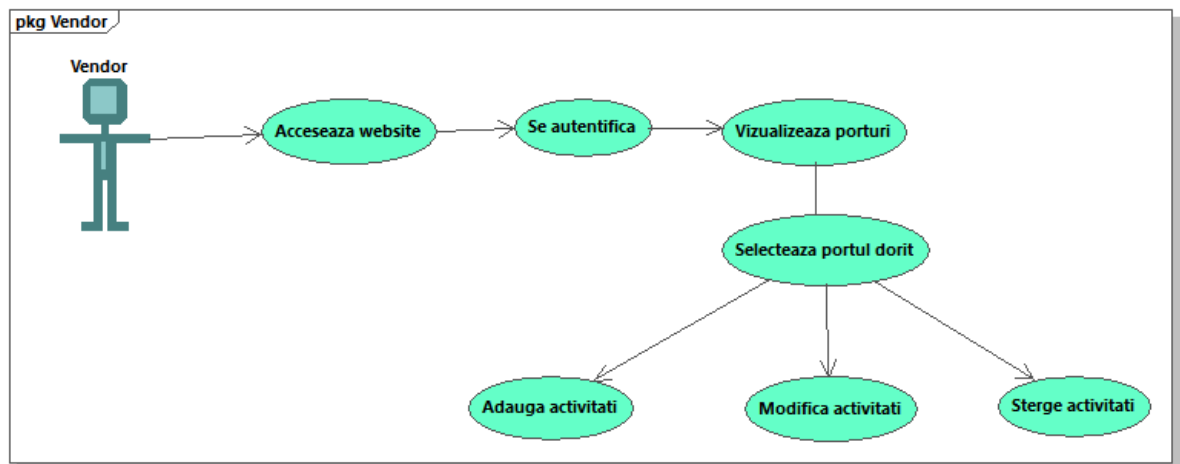 pkg Vendor
Vendor
Acceseaza website
Se autentifica
Vizualizeaza porturi
Selecteaza portul dorit
Adauga activitati
Modifica activitati
Sterge activitati